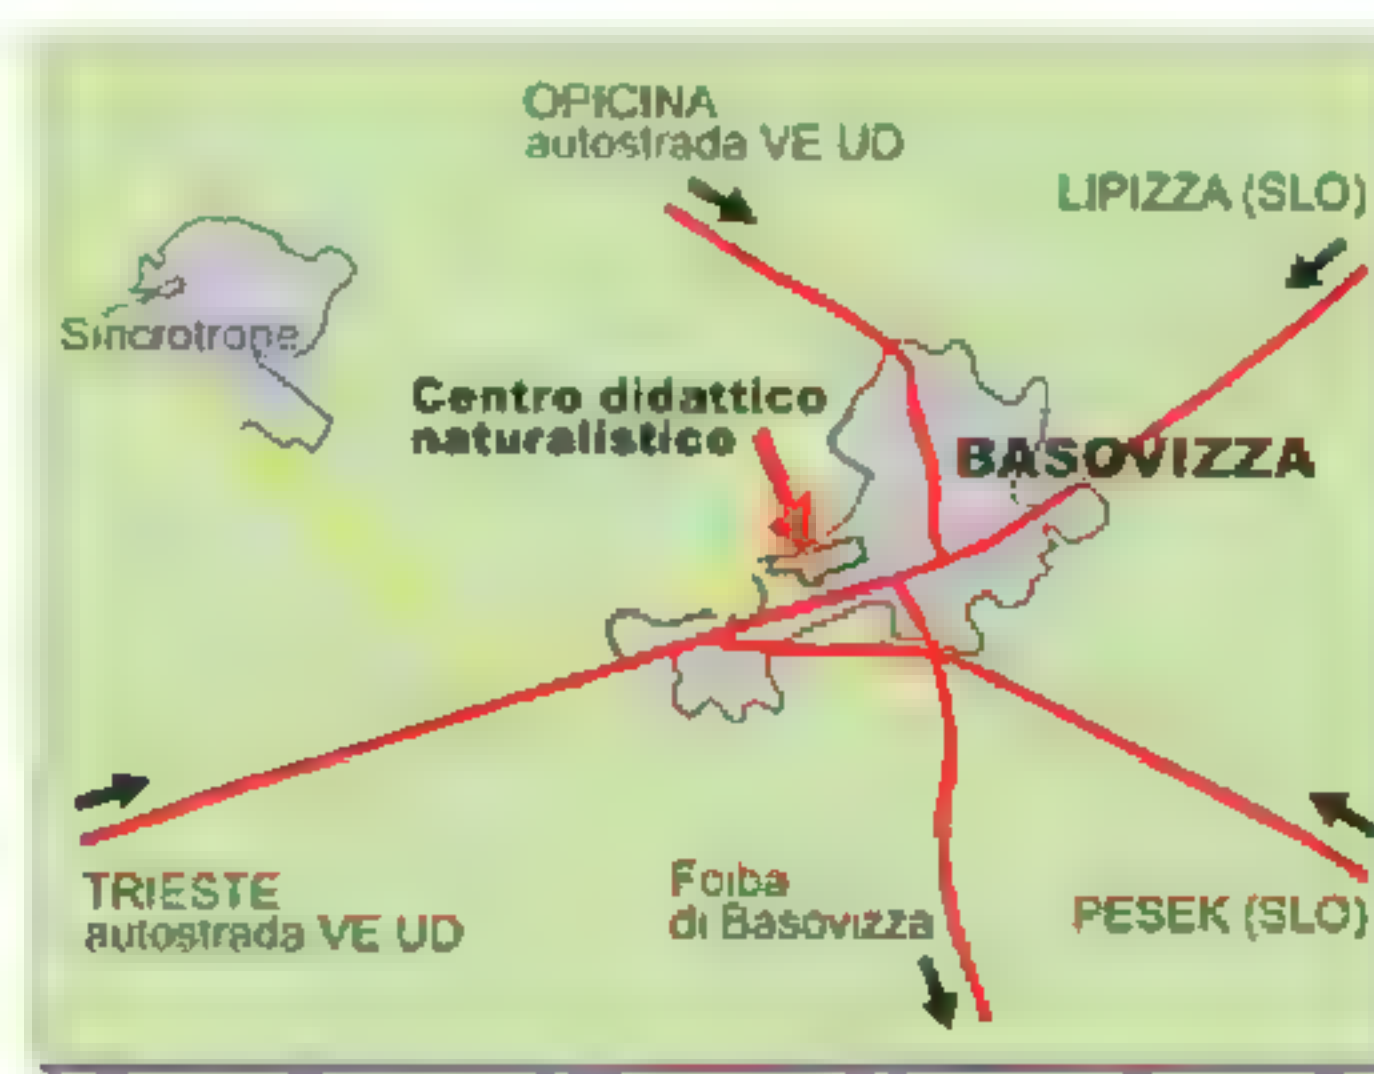 OPICINA
autostrada VE UD
LIPIZZA (SLO)
Sincrotrone
Centro didattico
naturalistico
BASOVIZZA
TRIESTE
autostrada VE UD
Foiba
di Basovizza
PESEK (SLO)